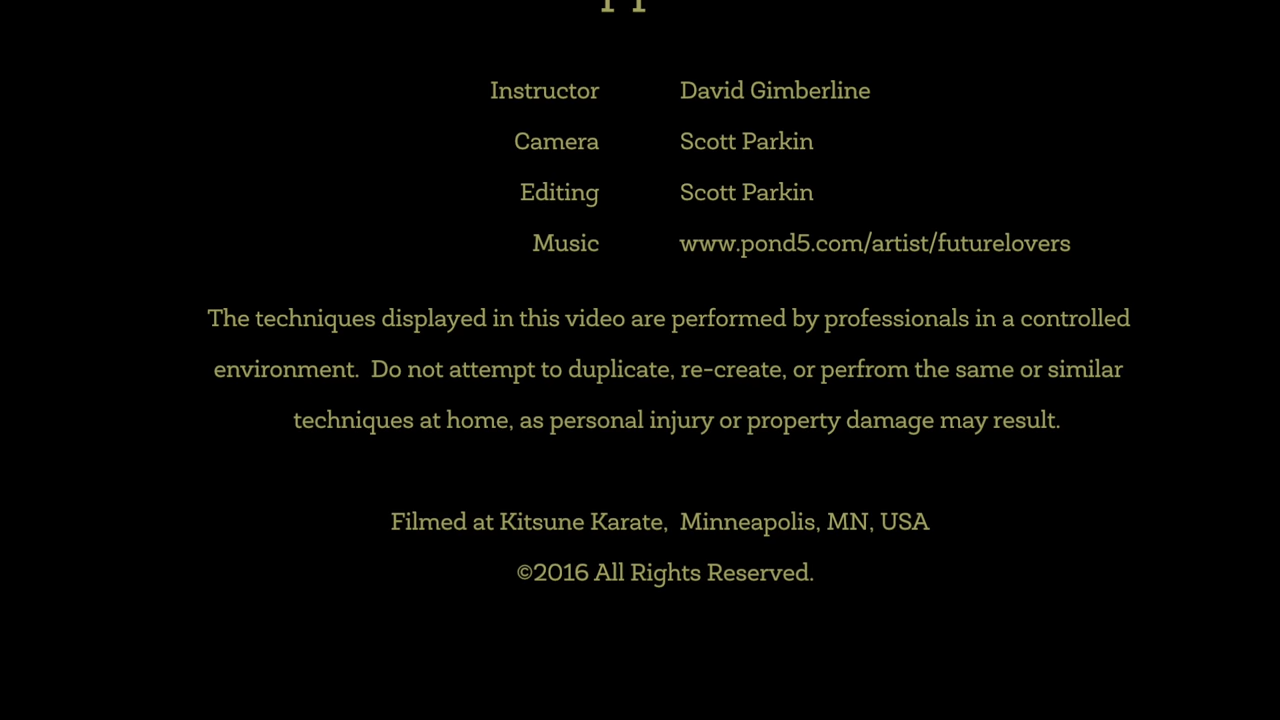 Instructor David Gimberline
Camera Scott Parkin
Editing Scott Parkin
Music www.pond5.com/artist/futurelovers
The techniques displayed in this video are performed by professionals in a controlled
environment.  Do not attempt to duplicate, re-create, or perfrom the same or similar
techniques at home, as personal injury or property damage may result.
Filmed at Kitsune Karate,  Minneapolis, MN, USA
©2016 All Rights Reserved.